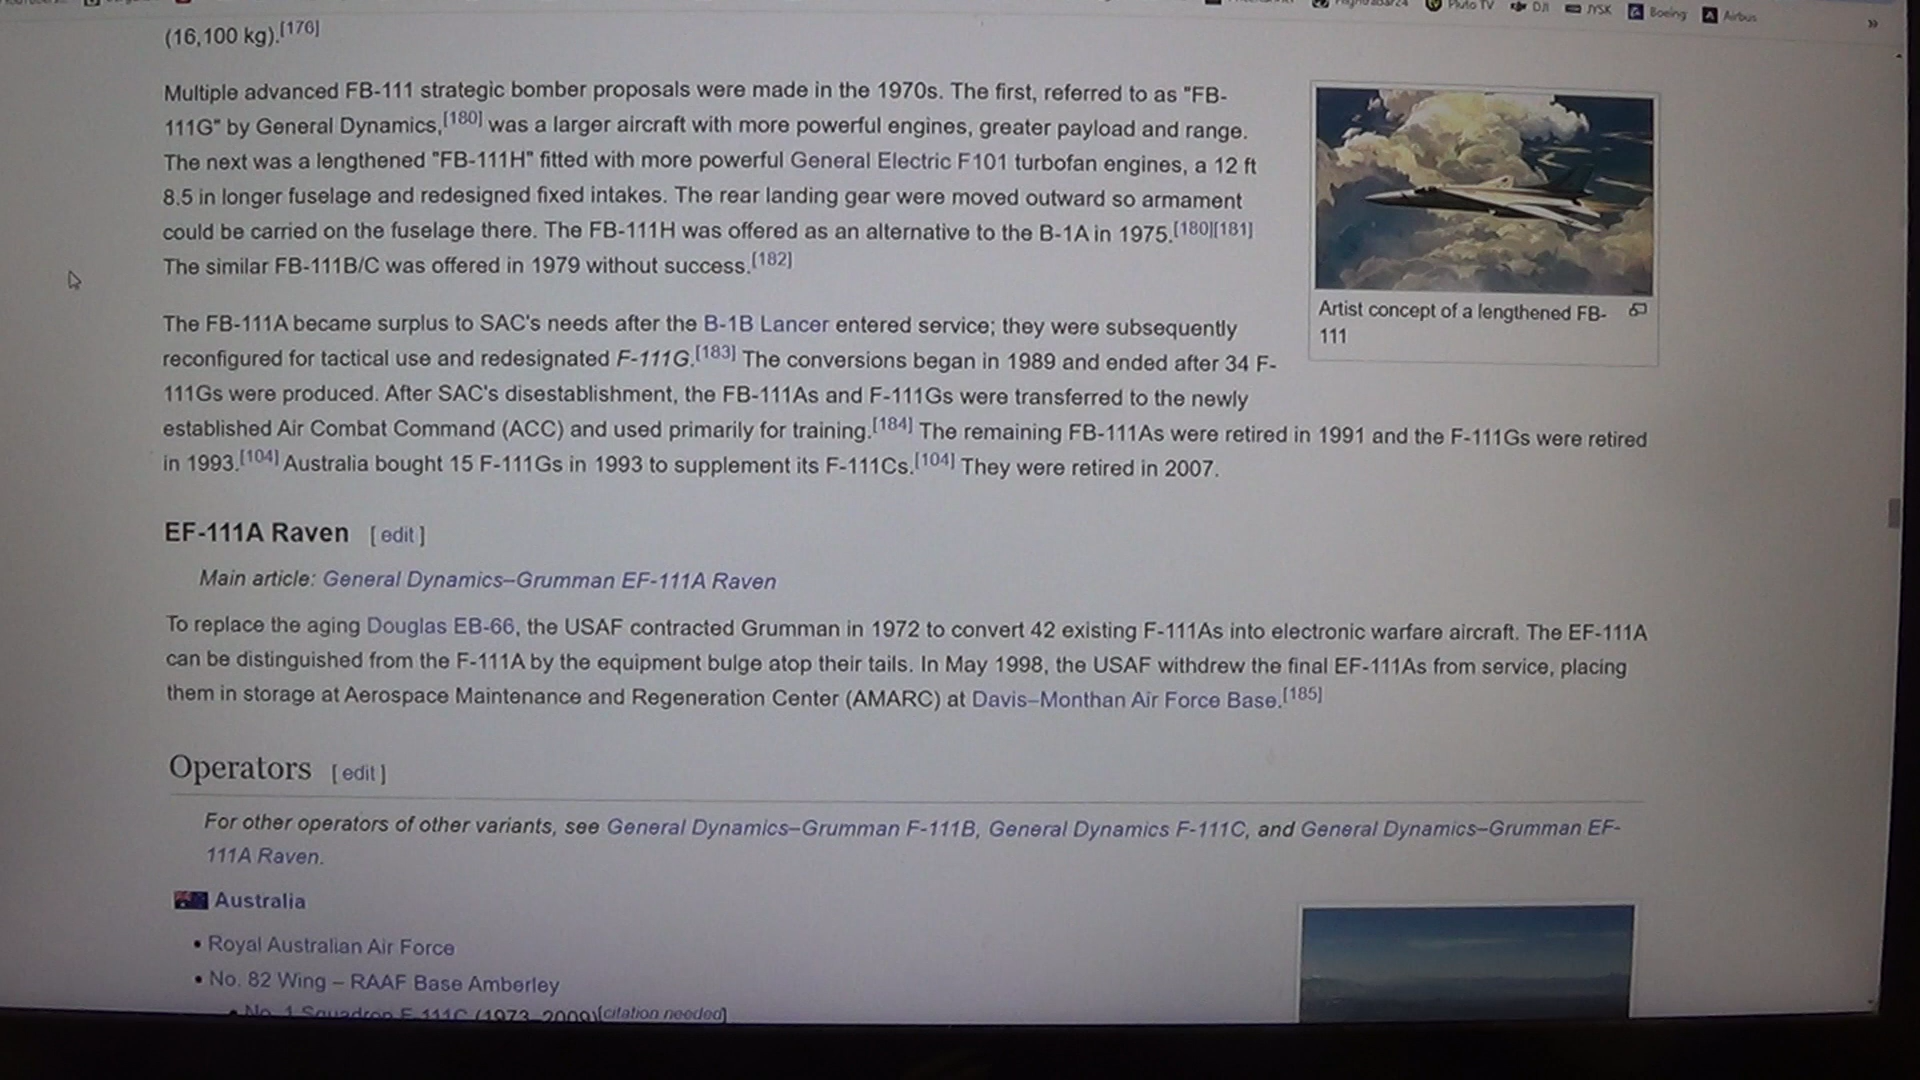 Pluto TV DJI JYSK Boeing Airbus »
(16,100 kg).[176]
Multiple advanced FB-111 strategic bomber proposals were made in the 1970s. The first, referred to as "FB-
111G" by General Dynamics,[180] was a larger aircraft with more powerful engines, greater payload and range.
The next was a lengthened "FB-111H" fitted with more powerful General Electric F101 turbofan engines, a 12 ft
8.5 in longer fuselage and redesigned fixed intakes. The rear landing gear were moved outward so armament
could be carried on the fuselage there. The FB-111H was offered as an alternative to the B-1A in 1975.[180][181]
The similar FB-111B/C was offered in 1979 without success.[182]
Artist concept of a lengthened FB-
111
The FB-111A became surplus to SAC's needs after the B-1B Lancer entered service; they were subsequently
reconfigured for tactical use and redesignated F-111G.[183] The conversions began in 1989 and ended after 34 F-
111Gs were produced. After SAC's disestablishment, the FB-111As and F-111Gs were transferred to the newly
established Air Combat Command (ACC) and used primarily for training.[184] The remaining FB-111As were retired in 1991 and the F-111Gs were retired
in 1993.[104] Australia bought 15 F-111Gs in 1993 to supplement its F-111Cs.[104] They were retired in 2007.
EF-111A Raven [ edit ]
Main article: General Dynamics–Grumman EF-111A Raven
To replace the aging Douglas EB-66, the USAF contracted Grumman in 1972 to convert 42 existing F-111As into electronic warfare aircraft. The EF-111A
can be distinguished from the F-111A by the equipment bulge atop their tails. In May 1998, the USAF withdrew the final EF-111As from service, placing
them in storage at Aerospace Maintenance and Regeneration Center (AMARC) at Davis–Monthan Air Force Base.[185]
Operators [ edit ]
For other operators of other variants, see General Dynamics–Grumman F-111B, General Dynamics F-111C, and General Dynamics–Grumman EF-
111A Raven.
Australia
• Royal Australian Air Force
• No. 82 Wing – RAAF Base Amberley
• No. 1 Squadron F-111C (1973–2009)[citation needed]